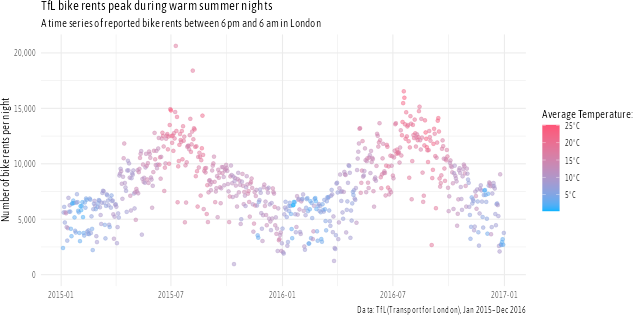 TfL bike rents peak during warm summer nights
A time series of reported bike rents between 6 pm and 6 am in London
Number of bike rents per night
20,000
15,000
10,000
5,000
0
2015-01
2015-07
2016-01
2016-07
2017-01
Average Temperature:
25°C
20°C
15°C
10°C
5°C
Data: TfL (Transport for London), Jan 2015–Dec 2016